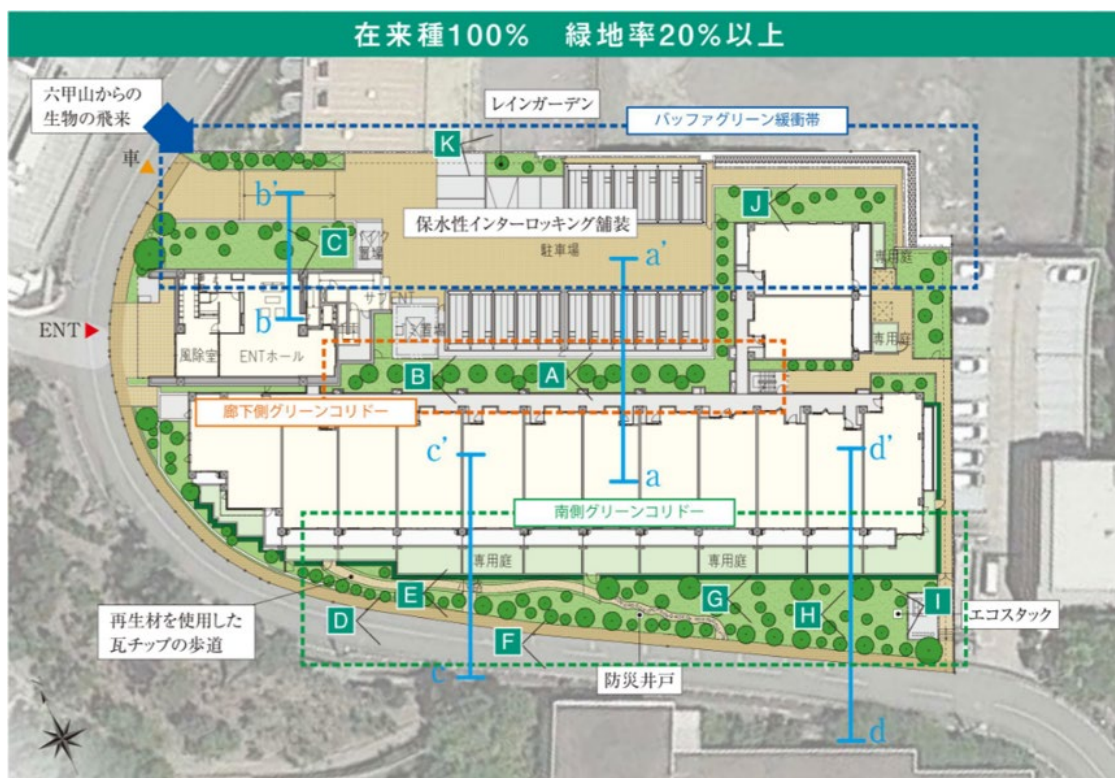 在来種100% 緑地率20%以上
六甲山からの
生物の飛来
レインガーデン
バッファグリーン緩衝帯
車
K
b'
J
保水性インターロッキング舗装
C
置場
駐車場
a'
専用庭
サブENT
b
ENT
ゴミ置場
風除室
ENTホール
専用庭
B
A
廊下側グリーンコリドー
c'
d'
a
南側グリーンコリドー
専用庭
専用庭
再生材を使用した
瓦チップの歩道
D
E
F
G
H
I
エコスタック
c
防災井戸
d